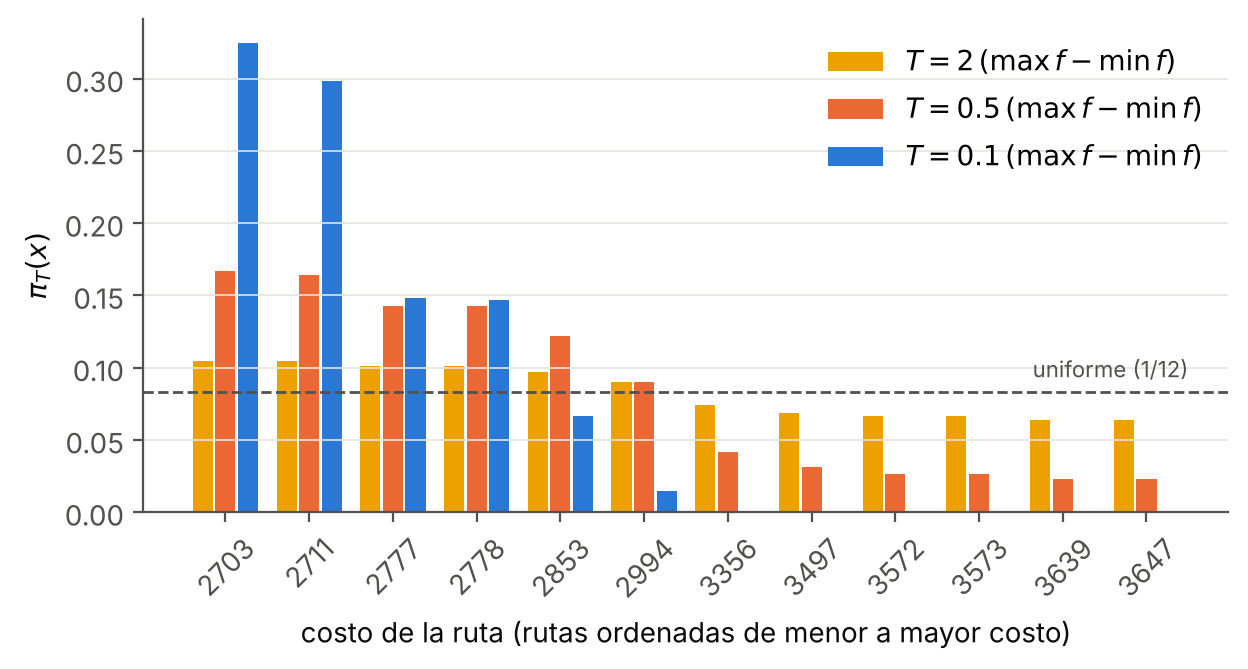 T = 2 (max f − min f)
T = 0.5 (max f − min f)
T = 0.1 (max f − min f)
π_T(x)
0.30
0.25
0.20
0.15
0.10
0.05
0.00
uniforme (1/12)
2703 2711 2777 2778 2853 2994 3356 3497 3572 3573 3639 3647
costo de la ruta (rutas ordenadas de menor a mayor costo)